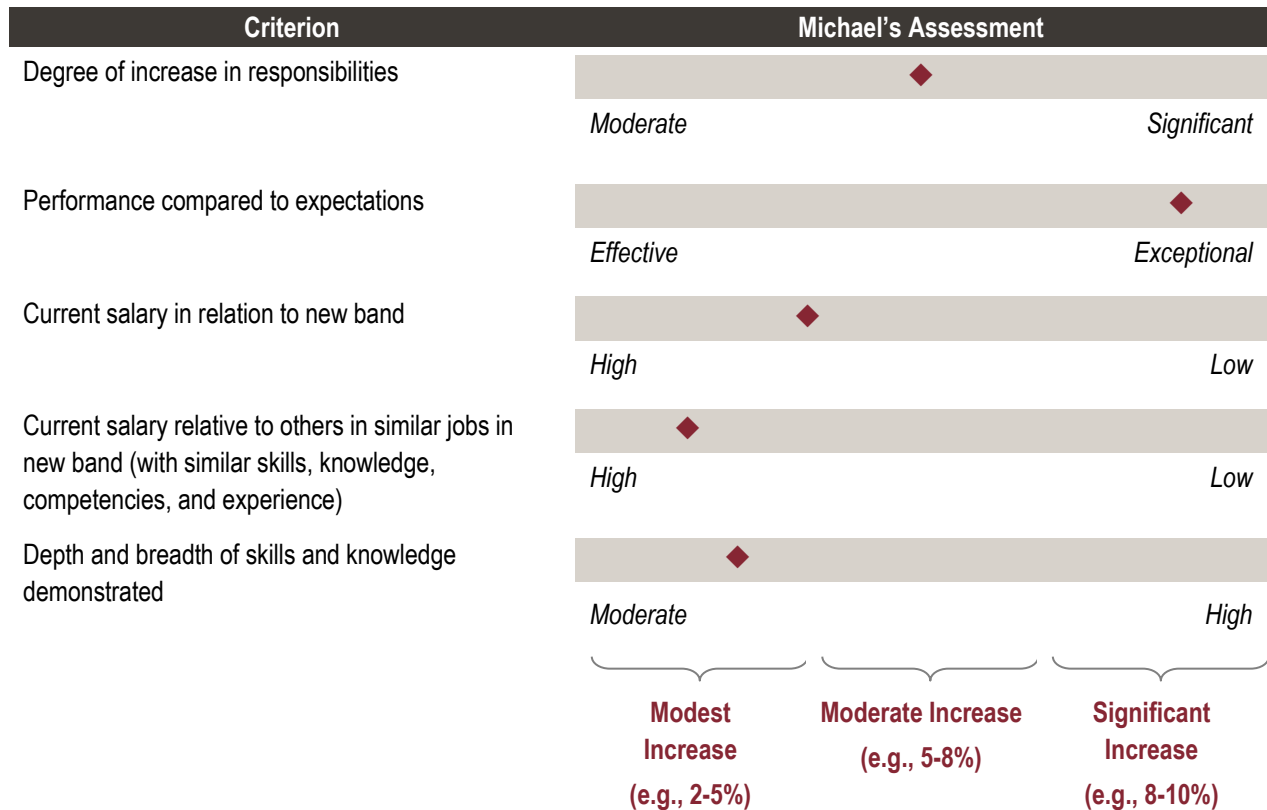 Criterion
Michael’s Assessment
Degree of increase in responsibilities
Moderate
Significant
Performance compared to expectations
Effective
Exceptional
Current salary in relation to new band
High
Low
Current salary relative to others in similar jobs in
new band (with similar skills, knowledge,
competencies, and experience)
High
Low
Depth and breadth of skills and knowledge
demonstrated
Moderate
High
Modest
Increase
(e.g., 2-5%)
Moderate Increase
(e.g., 5-8%)
Significant
Increase
(e.g., 8-10%)